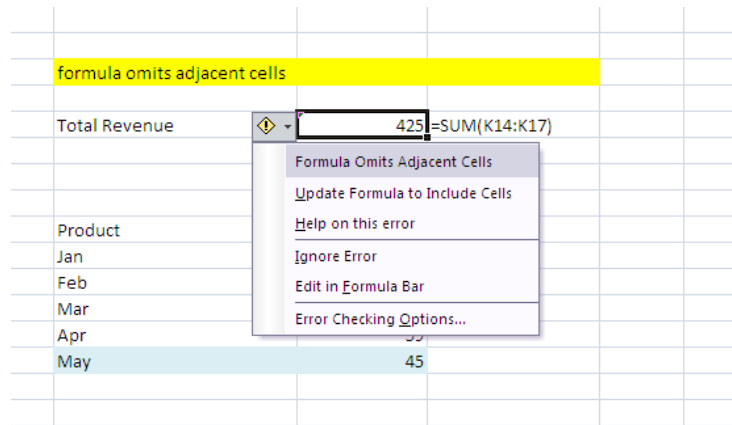 formula omits adjacent cells
Total Revenue 425 =SUM(K14:K17)
Formula Omits Adjacent Cells
Update Formula to Include Cells
Help on this error
Ignore Error
Edit in Formula Bar
Error Checking Options...
Product
Jan
Feb
Mar
Apr
May 45